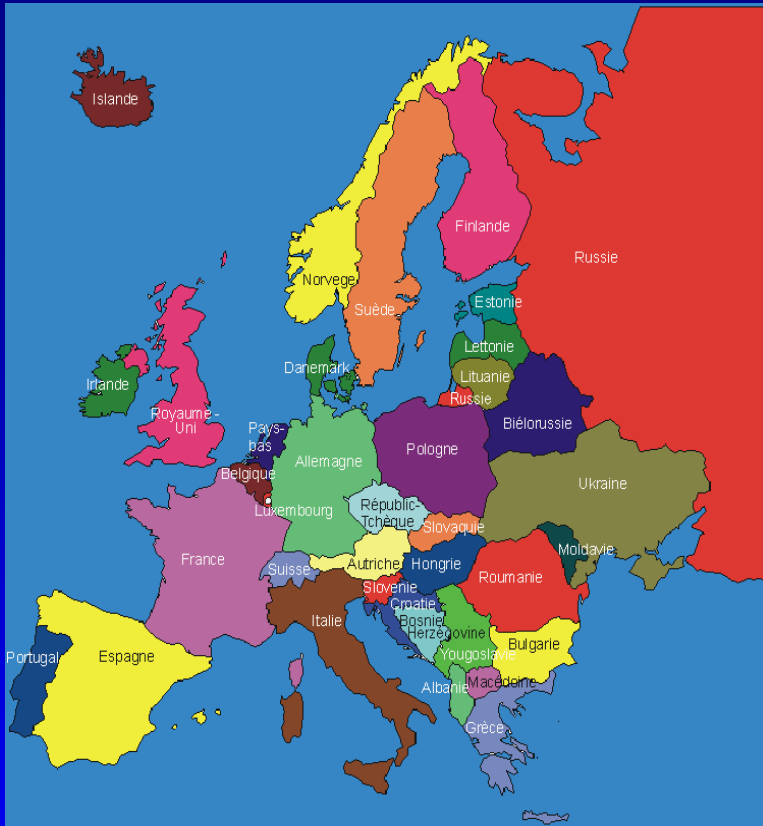 Islande
Finlande
Russie
Norvege
Suède
Estonie
Lettonie
Danemark
Lituanie
Irlande
Russie
Royaume-
Uni
Pays-
bas
Biélorussie
Pologne
Allemagne
Belgique
Ukraine
Luxembourg
Républic-
Tchèque
Slovaquie
Moldavie
France
Suisse
Autriche
Hongrie
Roumanie
Slovenie
Croatie
Italie
Bosnie
Herzégovine
Bulgarie
Yougoslavie
Portugal
Espagne
Macédoine
Albanie
Grèce